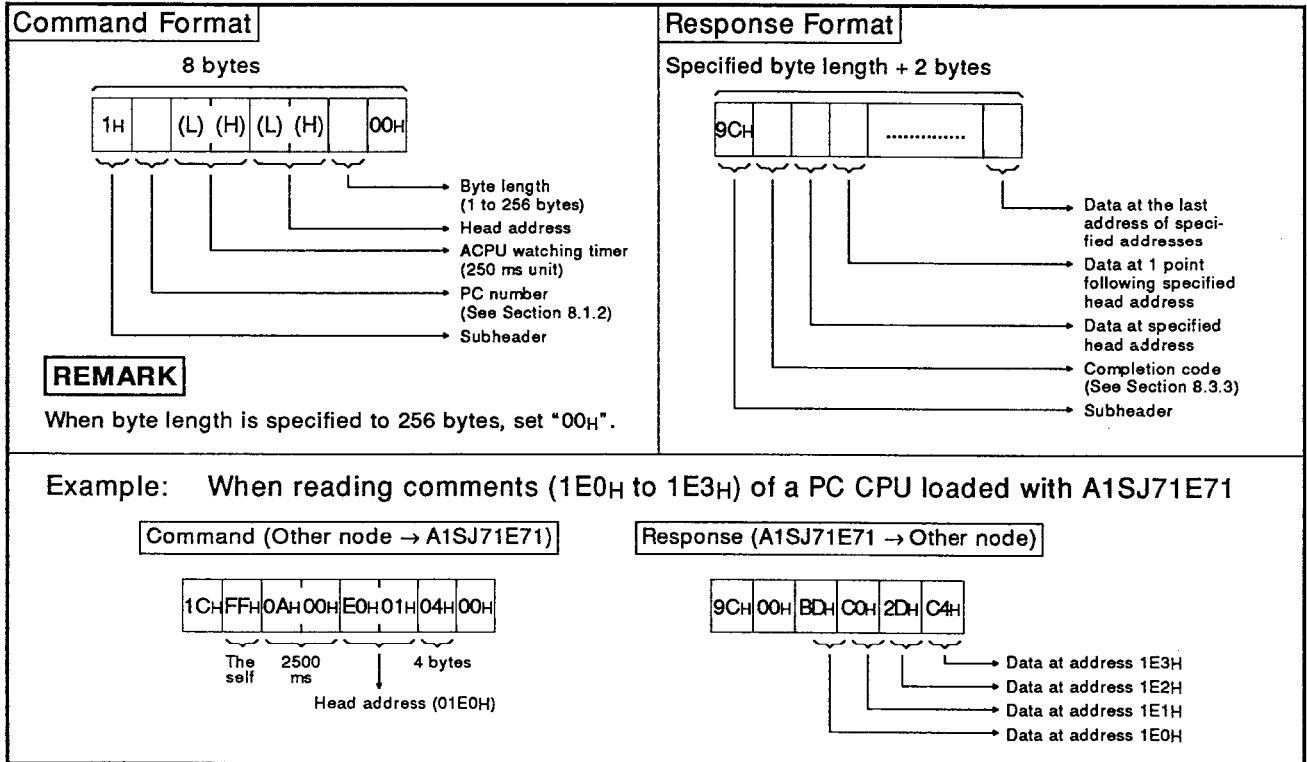 Command Format
8 bytes
1H (L) (H) (L) (H) 00H
Byte length
(1 to 256 bytes)
Head address
ACPU watching timer
(250 ms unit)
PC number
(See Section 8.1.2)
Subheader
REMARK
When byte length is specified to 256 bytes, set "00H".
Response Format
Specified byte length + 2 bytes
9CH ..............
Data at the last
address of speci-
fied addresses
Data at 1 point
following specified
head address
Data at specified
head address
Completion code
(See Section 8.3.3)
Subheader
Example: When reading comments (1E0H to 1E3H) of a PC CPU loaded with A1SJ71E71
Command (Other node → A1SJ71E71)
1CH FFH 0AH 00H E0H 01H 04H 00H
The self
2500 ms
4 bytes
Head address (01E0H)
Response (A1SJ71E71 → Other node)
9CH 00H BDH C0H 2DH C4H
Data at address 1E3H
Data at address 1E2H
Data at address 1E1H
Data at address 1E0H